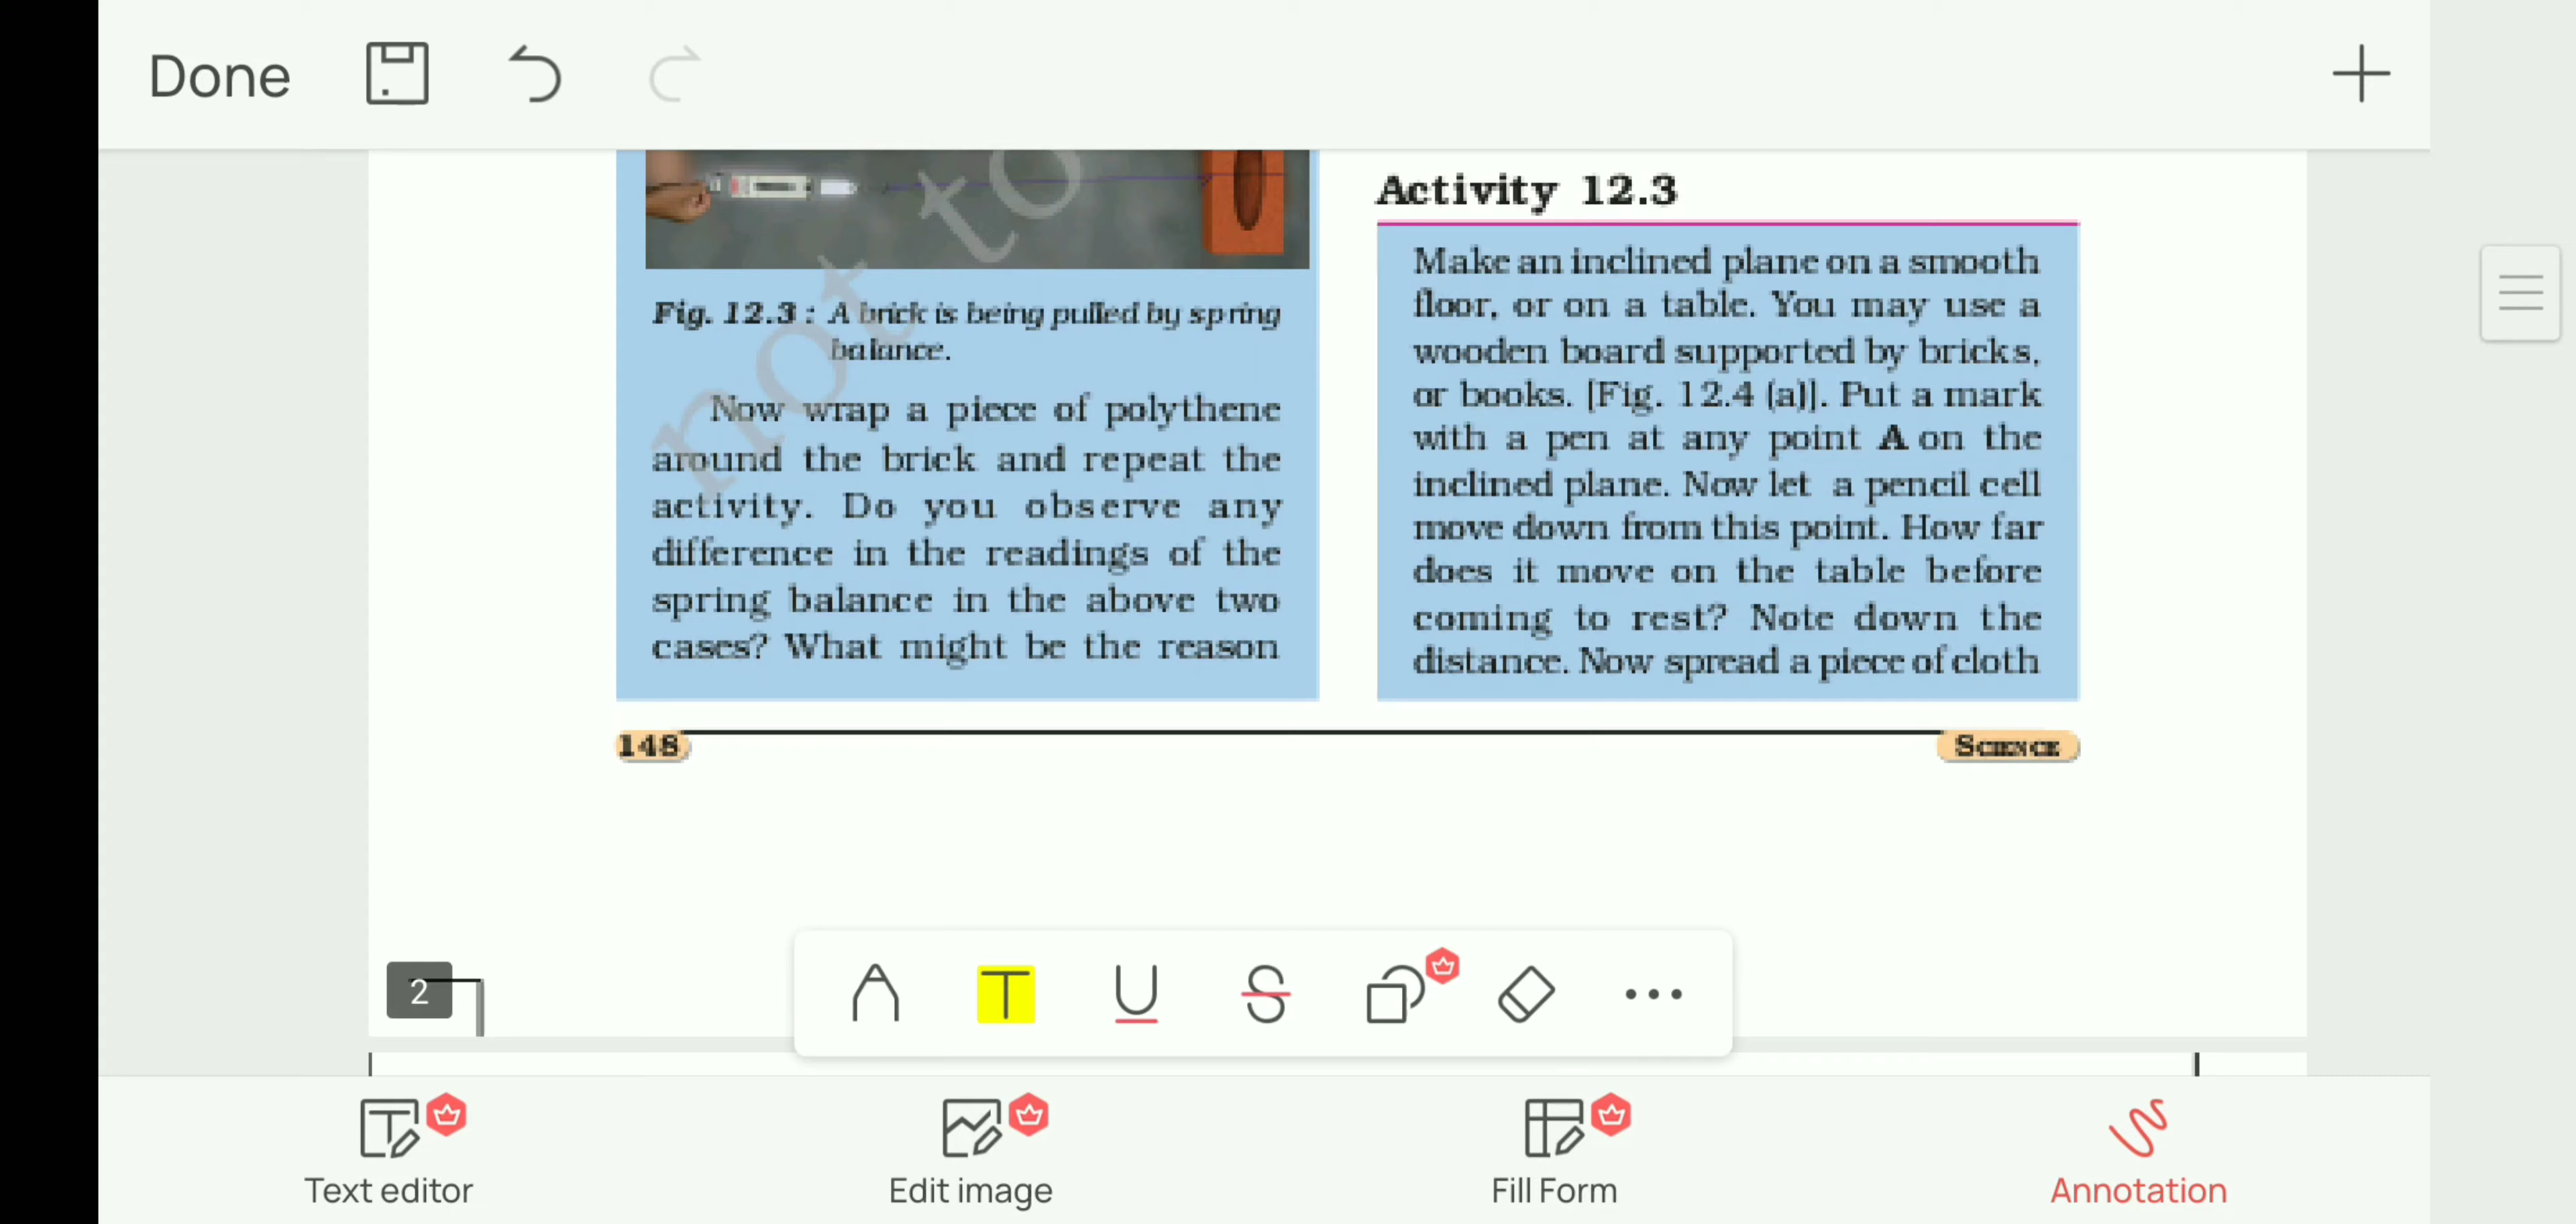 Done
not to
Fig. 12.3 : A brick is being pulled by spring
balance.
Now wrap a piece of polythene
around the brick and repeat the
activity. Do you observe any
difference in the readings of the
spring balance in the above two
cases? What might be the reason
Activity 12.3
Make an inclined plane on a smooth
floor, or on a table. You may use a
wooden board supported by bricks,
or books. [Fig. 12.4 (a)]. Put a mark
with a pen at any point A on the
inclined plane. Now let a pencil cell
move down from this point. How far
does it move on the table before
coming to rest? Note down the
distance. Now spread a piece of cloth
148
SCIENCE
2
T
U
S
Text editor
Edit image
Fill Form
Annotation